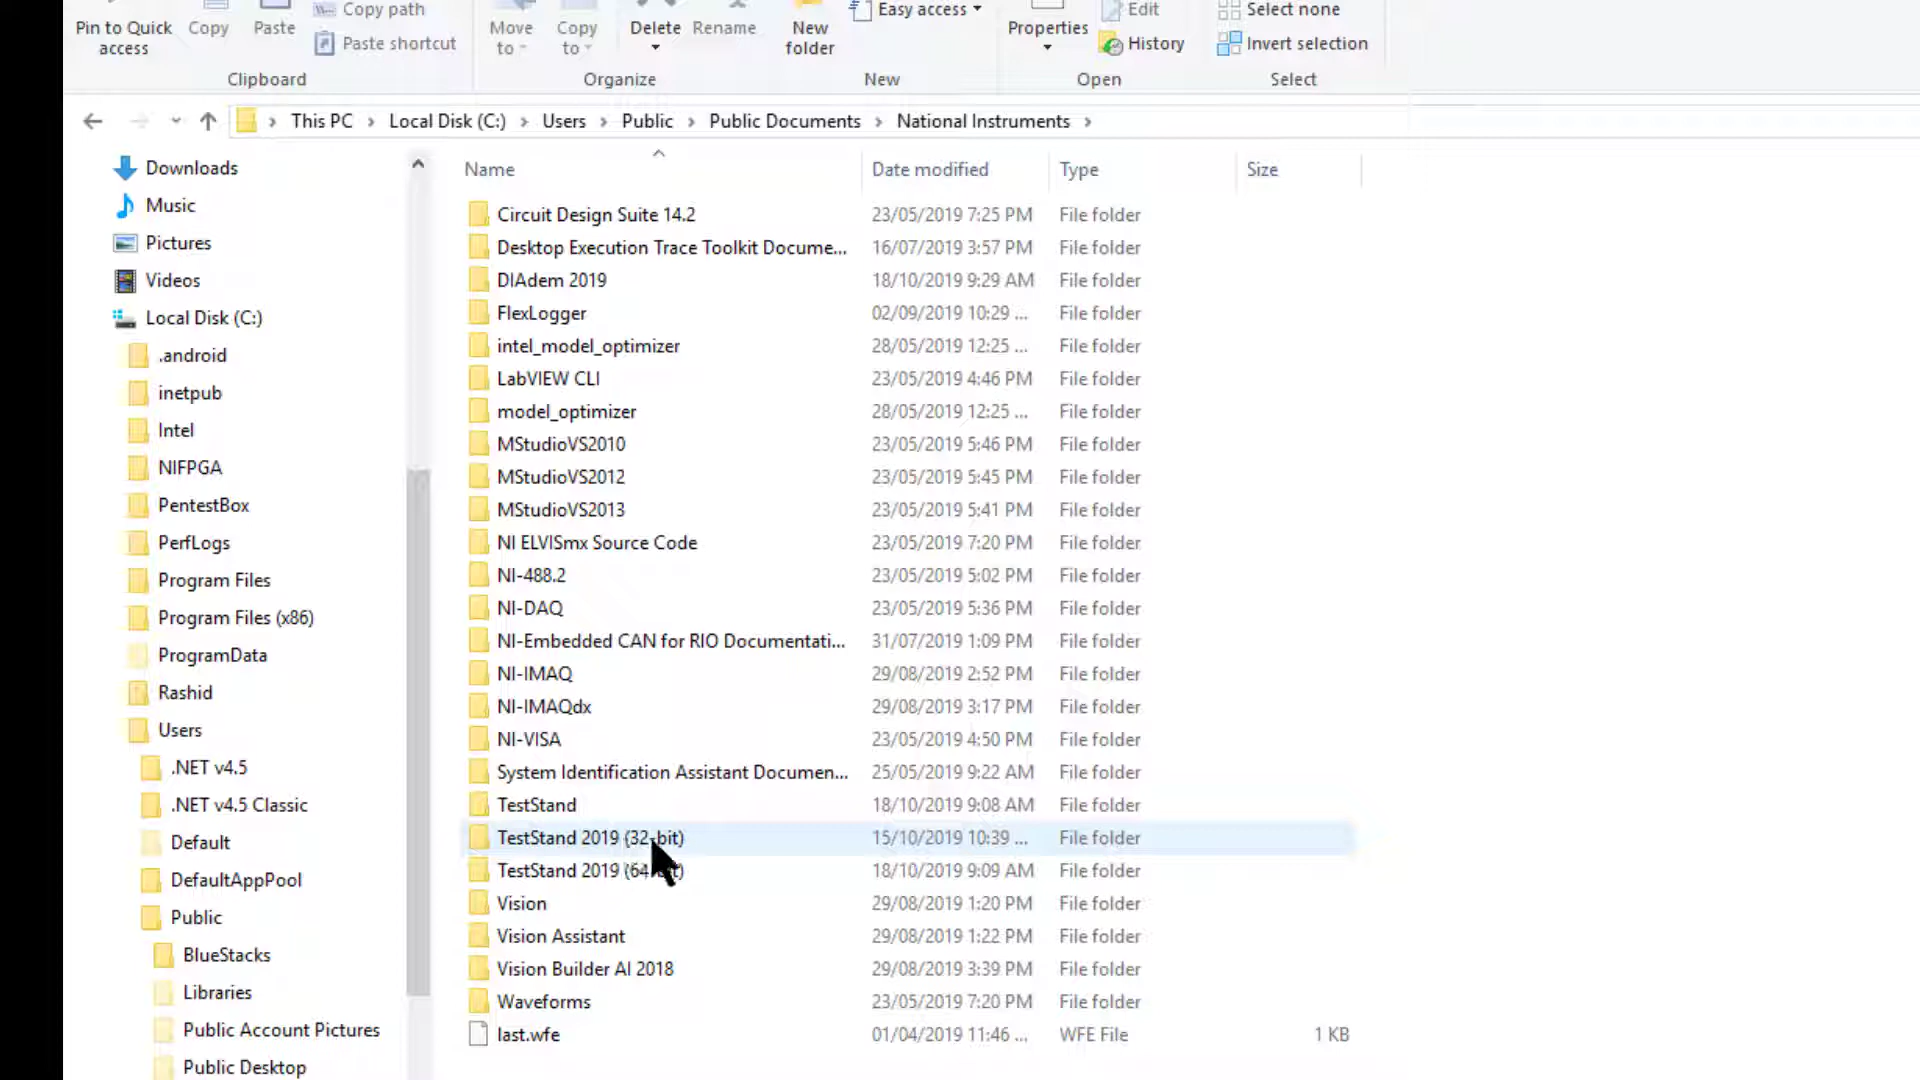 Pin to Quick access
Copy
Paste
Copy path
Paste shortcut
Move to
Copy to
Delete
Rename
New folder
Easy access
Properties
Edit
History
Select none
Invert selection
Clipboard
Organize
New
Open
Select
This PC > Local Disk (C:) > Users > Public > Public Documents > National Instruments >
Downloads
Music
Pictures
Videos
Local Disk (C:)
.android
inetpub
Intel
NIFPGA
PentestBox
PerfLogs
Program Files
Program Files (x86)
ProgramData
Rashid
Users
.NET v4.5
.NET v4.5 Classic
Default
DefaultAppPool
Public
BlueStacks
Libraries
Public Account Pictures
Public Desktop
Name Date modified Type Size
Circuit Design Suite 14.2 23/05/2019 7:25 PM File folder
Desktop Execution Trace Toolkit Docume... 16/07/2019 3:57 PM File folder
DIAdem 2019 18/10/2019 9:29 AM File folder
FlexLogger 02/09/2019 10:29 ... File folder
intel_model_optimizer 28/05/2019 12:25 ... File folder
LabVIEW CLI 23/05/2019 4:46 PM File folder
model_optimizer 28/05/2019 12:25 ... File folder
MStudioVS2010 23/05/2019 5:46 PM File folder
MStudioVS2012 23/05/2019 5:45 PM File folder
MStudioVS2013 23/05/2019 5:41 PM File folder
NI ELVISmx Source Code 23/05/2019 7:20 PM File folder
NI-488.2 23/05/2019 5:02 PM File folder
NI-DAQ 23/05/2019 5:36 PM File folder
NI-Embedded CAN for RIO Documentati... 31/07/2019 1:09 PM File folder
NI-IMAQ 29/08/2019 2:52 PM File folder
NI-IMAQdx 29/08/2019 3:17 PM File folder
NI-VISA 23/05/2019 4:50 PM File folder
System Identification Assistant Documen... 25/05/2019 9:22 AM File folder
TestStand 18/10/2019 9:08 AM File folder
TestStand 2019 (32-bit) 15/10/2019 10:39 ... File folder
TestStand 2019 (64-bit) 18/10/2019 9:09 AM File folder
Vision 29/08/2019 1:20 PM File folder
Vision Assistant 29/08/2019 1:22 PM File folder
Vision Builder AI 2018 29/08/2019 3:39 PM File folder
Waveforms 23/05/2019 7:20 PM File folder
last.wfe 01/04/2019 11:46 ... WFE File 1 KB